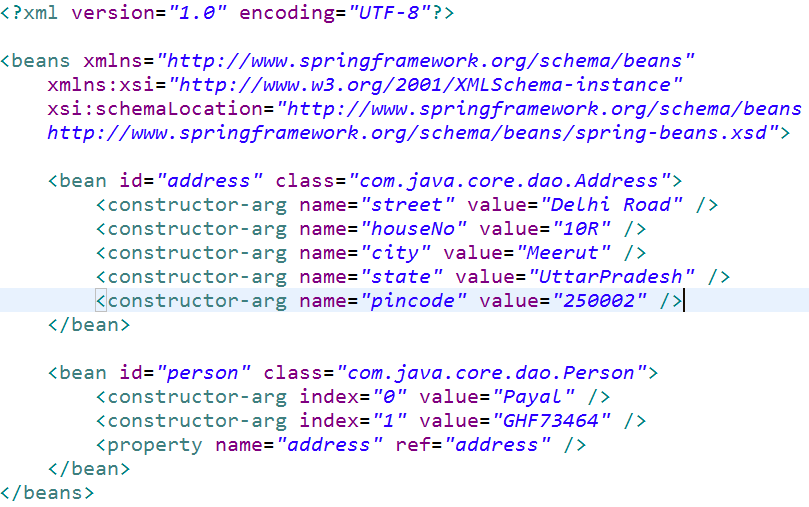 <?xml version="1.0" encoding="UTF-8"?>
<beans xmlns="http://www.springframework.org/schema/beans"
xmlns:xsi="http://www.w3.org/2001/XMLSchema-instance"
xsi:schemaLocation="http://www.springframework.org/schema/beans
http://www.springframework.org/schema/beans/spring-beans.xsd">
<bean id="address" class="com.java.core.dao.Address">
<constructor-arg name="street" value="Delhi Road" />
<constructor-arg name="houseNo" value="10R" />
<constructor-arg name="city" value="Meerut" />
<constructor-arg name="state" value="UttarPradesh" />
<constructor-arg name="pincode" value="250002" />
</bean>
<bean id="person" class="com.java.core.dao.Person">
<constructor-arg index="0" value="Payal" />
<constructor-arg index="1" value="GHF73464" />
<property name="address" ref="address" />
</bean>
</beans>